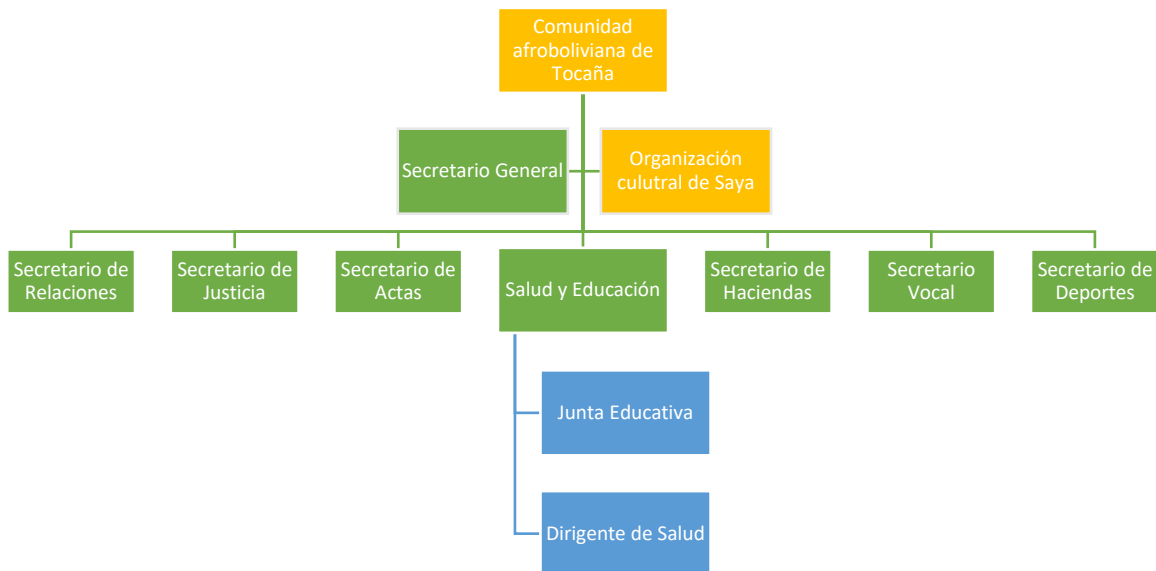 Comunidad
afroboliviana de
Tocaña
Secretario General
Organización
culutral de Saya
Secretario de
Relaciones
Secretario de
Justicia
Secretario de
Actas
Salud y Educación
Secretario de
Haciendas
Secretario
Vocal
Secretario de
Deportes
Junta Educativa
Dirigente de Salud